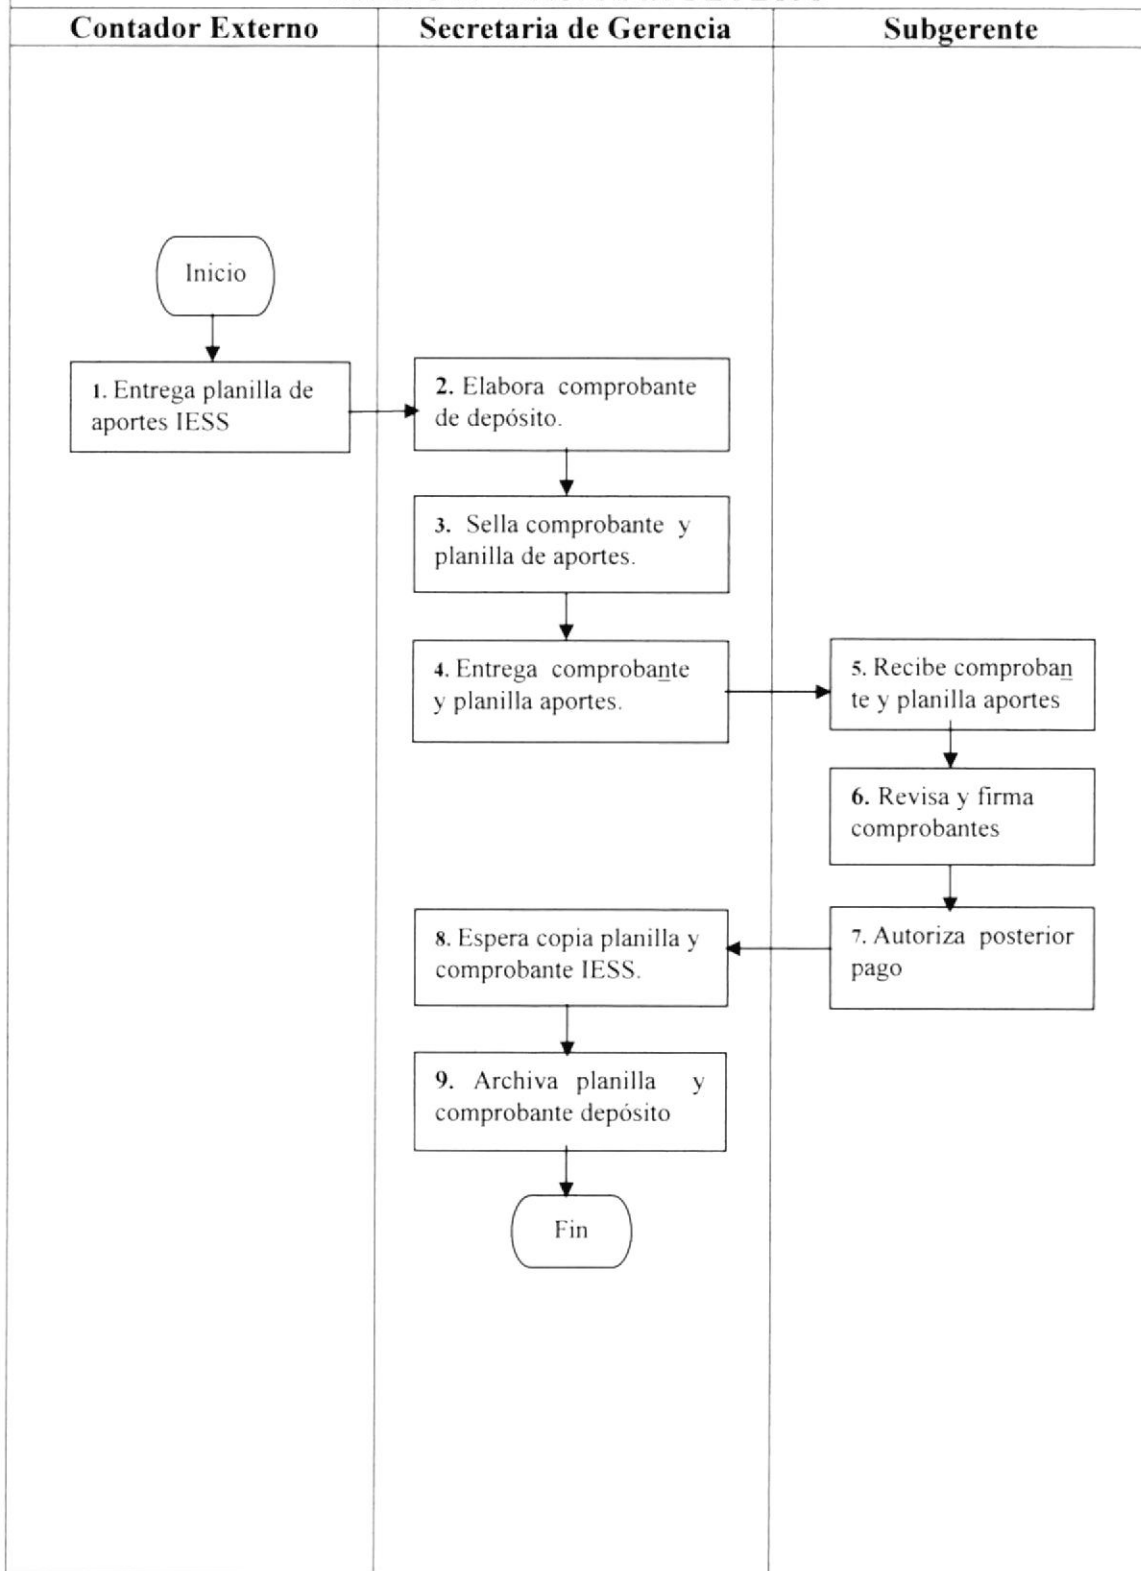 Contador Externo
Secretaria de Gerencia
Subgerente
Inicio
1. Entrega planilla de
aportes IESS
2. Elabora comprobante
de depósito.
3. Sella comprobante y
planilla de aportes.
4. Entrega comprobante
y planilla aportes.
5. Recibe comproban
te y planilla aportes
6. Revisa y firma
comprobantes
7. Autoriza posterior
pago
8. Espera copia planilla y
comprobante IESS.
9. Archiva planilla y
comprobante depósito
Fin